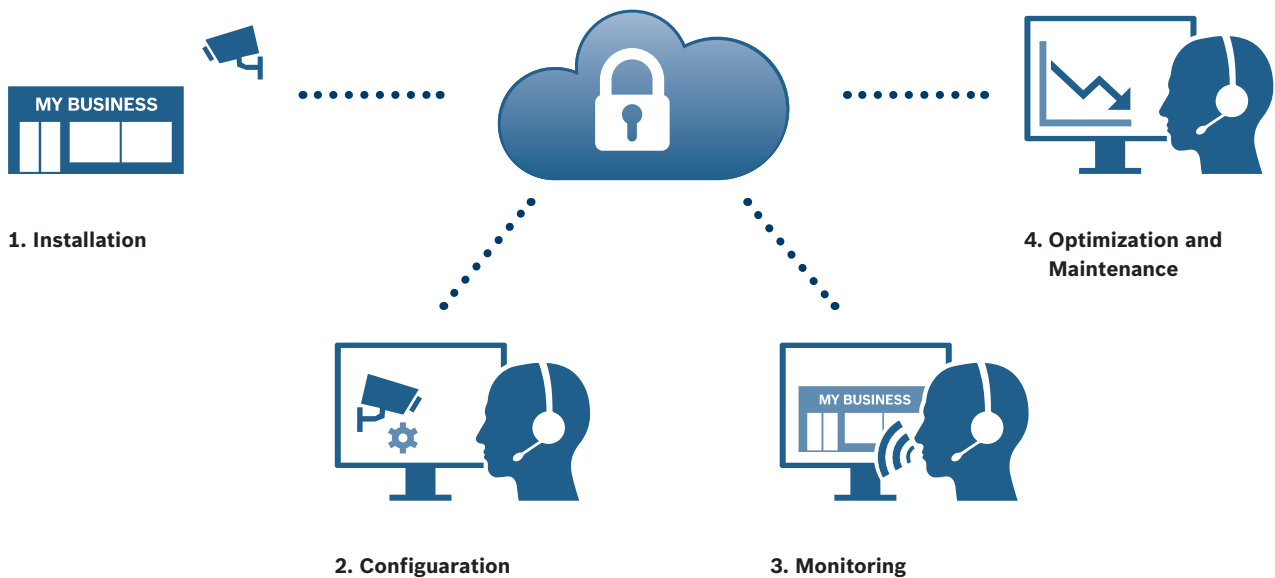 MY BUSINESS
1. Installation
4. Optimization and
Maintenance
MY BUSINESS
2. Configuaration
3. Monitoring